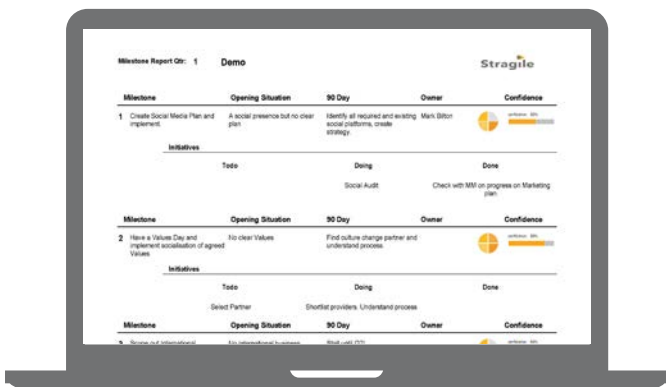 Milestone Report Qtr: 1 Demo Stragile
Milestone Opening Situation 90 Day Owner Confidence
1 Create Social Media Plan and A social presence but no clear Identify all required and existing Mark Bilton
implement. plan social platforms, create
strategy
Initiatives
Todo Doing Done
Social Audit Check with MM on progress on Marketing
plan
Milestone Opening Situation 90 Day Owner Confidence
2 Have a Values Day and No clear Values Find culture change partner and
implement socialisation of agreed understand process
Values
Initiatives
Todo Doing Done
Select Partner Shortlist providers. Understand process
Milestone Opening Situation 90 Day Owner Confidence